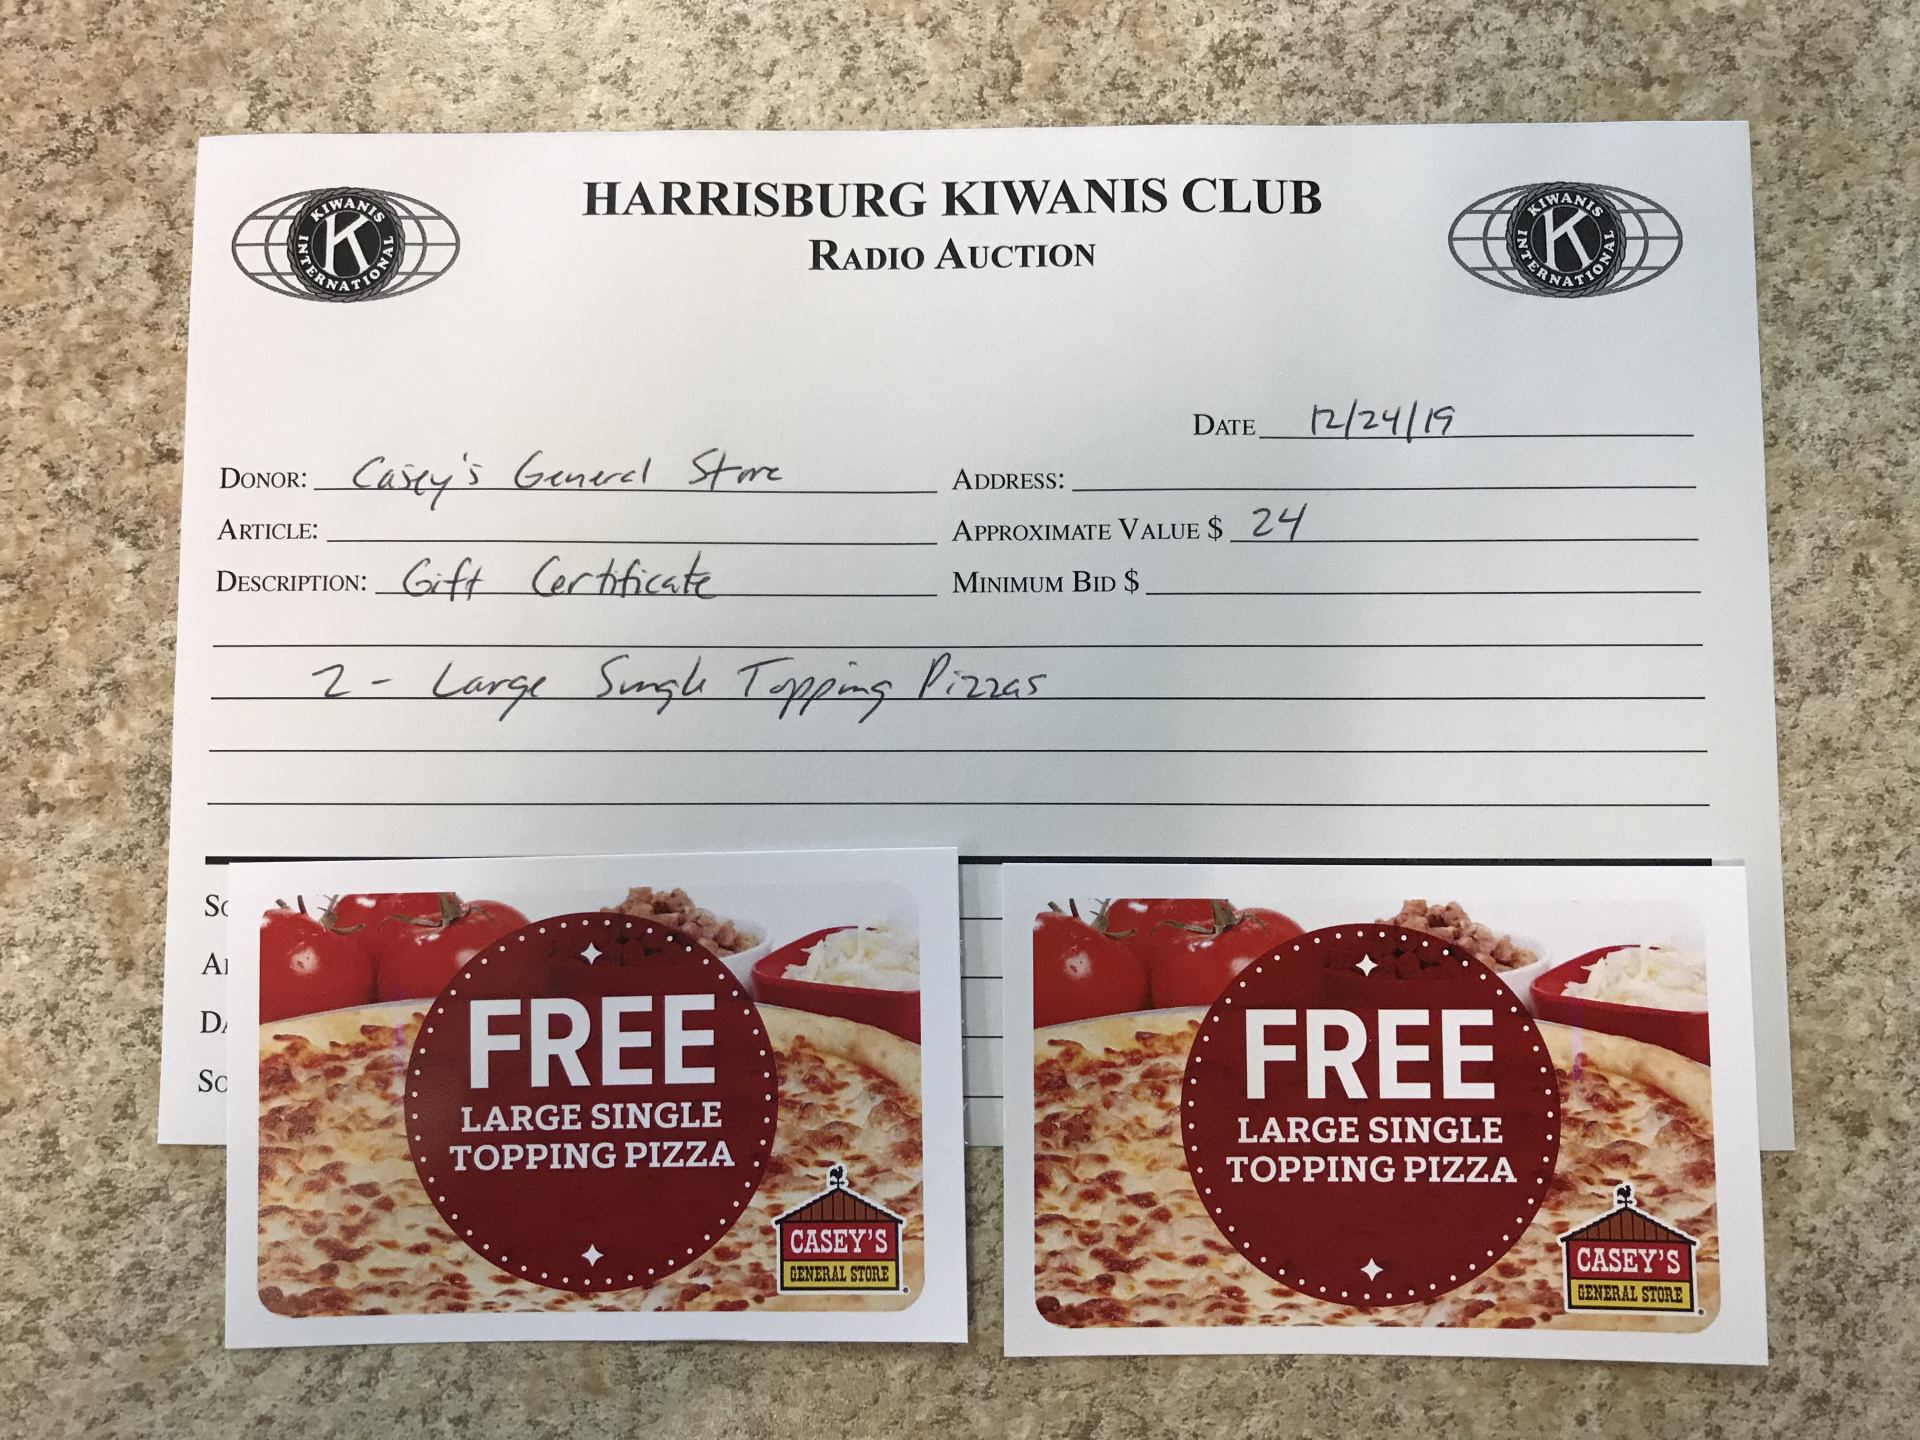 HARRISBURG KIWANIS CLUB
RADIO AUCTION
KIWANIS
K
INTERNATIONAL
KIWANIS
K
INTERNATIONAL
DATE 12/24/19
DONOR: Casey's General Store ADDRESS:
ARTICLE: APPROXIMATE VALUE $ 24
DESCRIPTION: Gift Certificate MINIMUM BID $
2 - Large Single Topping Pizzas
FREE
LARGE SINGLE
TOPPING PIZZA
CASEY'S
GENERAL STORE
FREE
LARGE SINGLE
TOPPING PIZZA
CASEY'S
GENERAL STORE